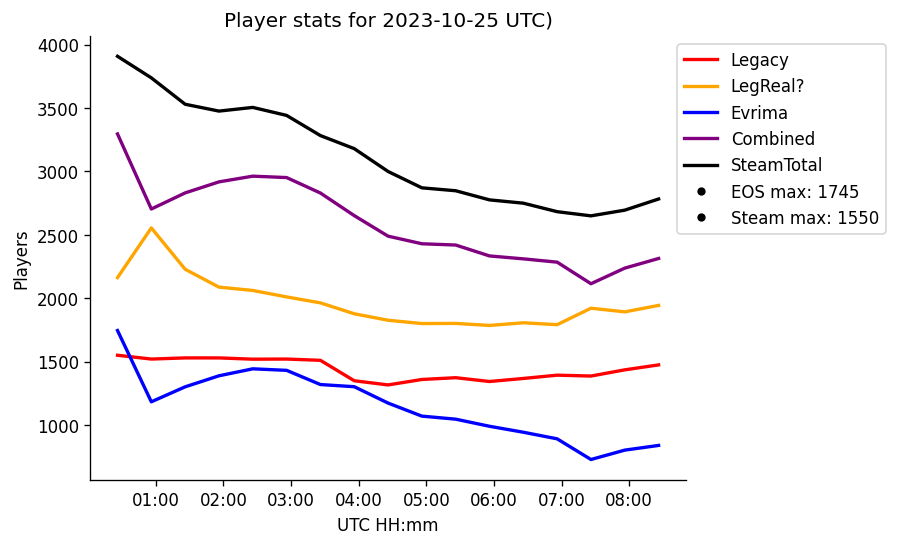 Player stats for 2023-10-25 UTC)
4000
3500
3000
2500
2000
1500
1000
Players
01:00 02:00 03:00 04:00 05:00 06:00 07:00 08:00
UTC HH:mm
Legacy
LegReal?
Evrima
Combined
SteamTotal
EOS max: 1745
Steam max: 1550